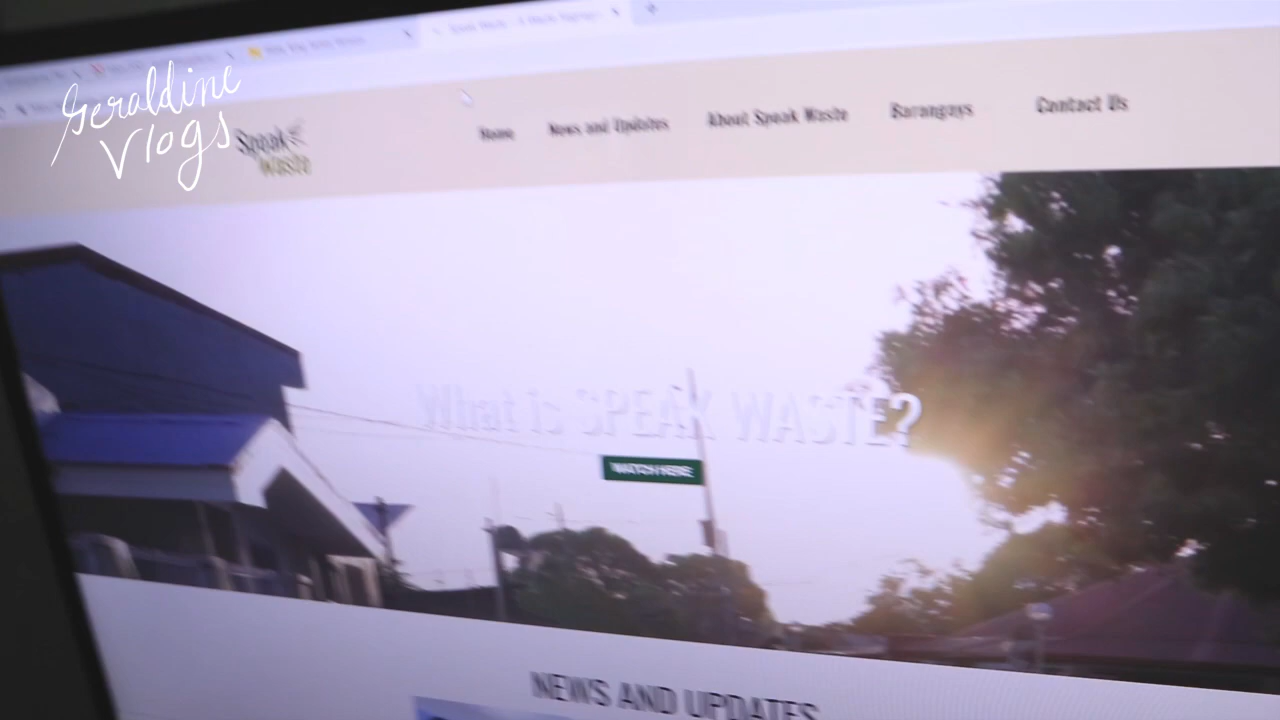 Geraldine
Vlogs
Speak
Waste
Home
News and Updates
About Speak Waste
Barangays
Contact Us
What is SPEAK WASTE?
WATCH HERE
NEWS AND UPDATES